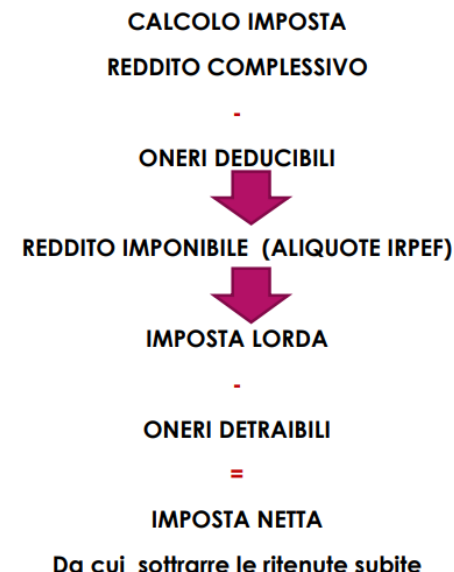 CALCOLO IMPOSTA
REDDITO COMPLESSIVO
-
ONERI DEDUCIBILI
REDDITO IMPONIBILE (ALIQUOTE IRPEF)
IMPOSTA LORDA
-
ONERI DETRAIBILI
=
IMPOSTA NETTA
Da cui sottrarre le ritenute subite